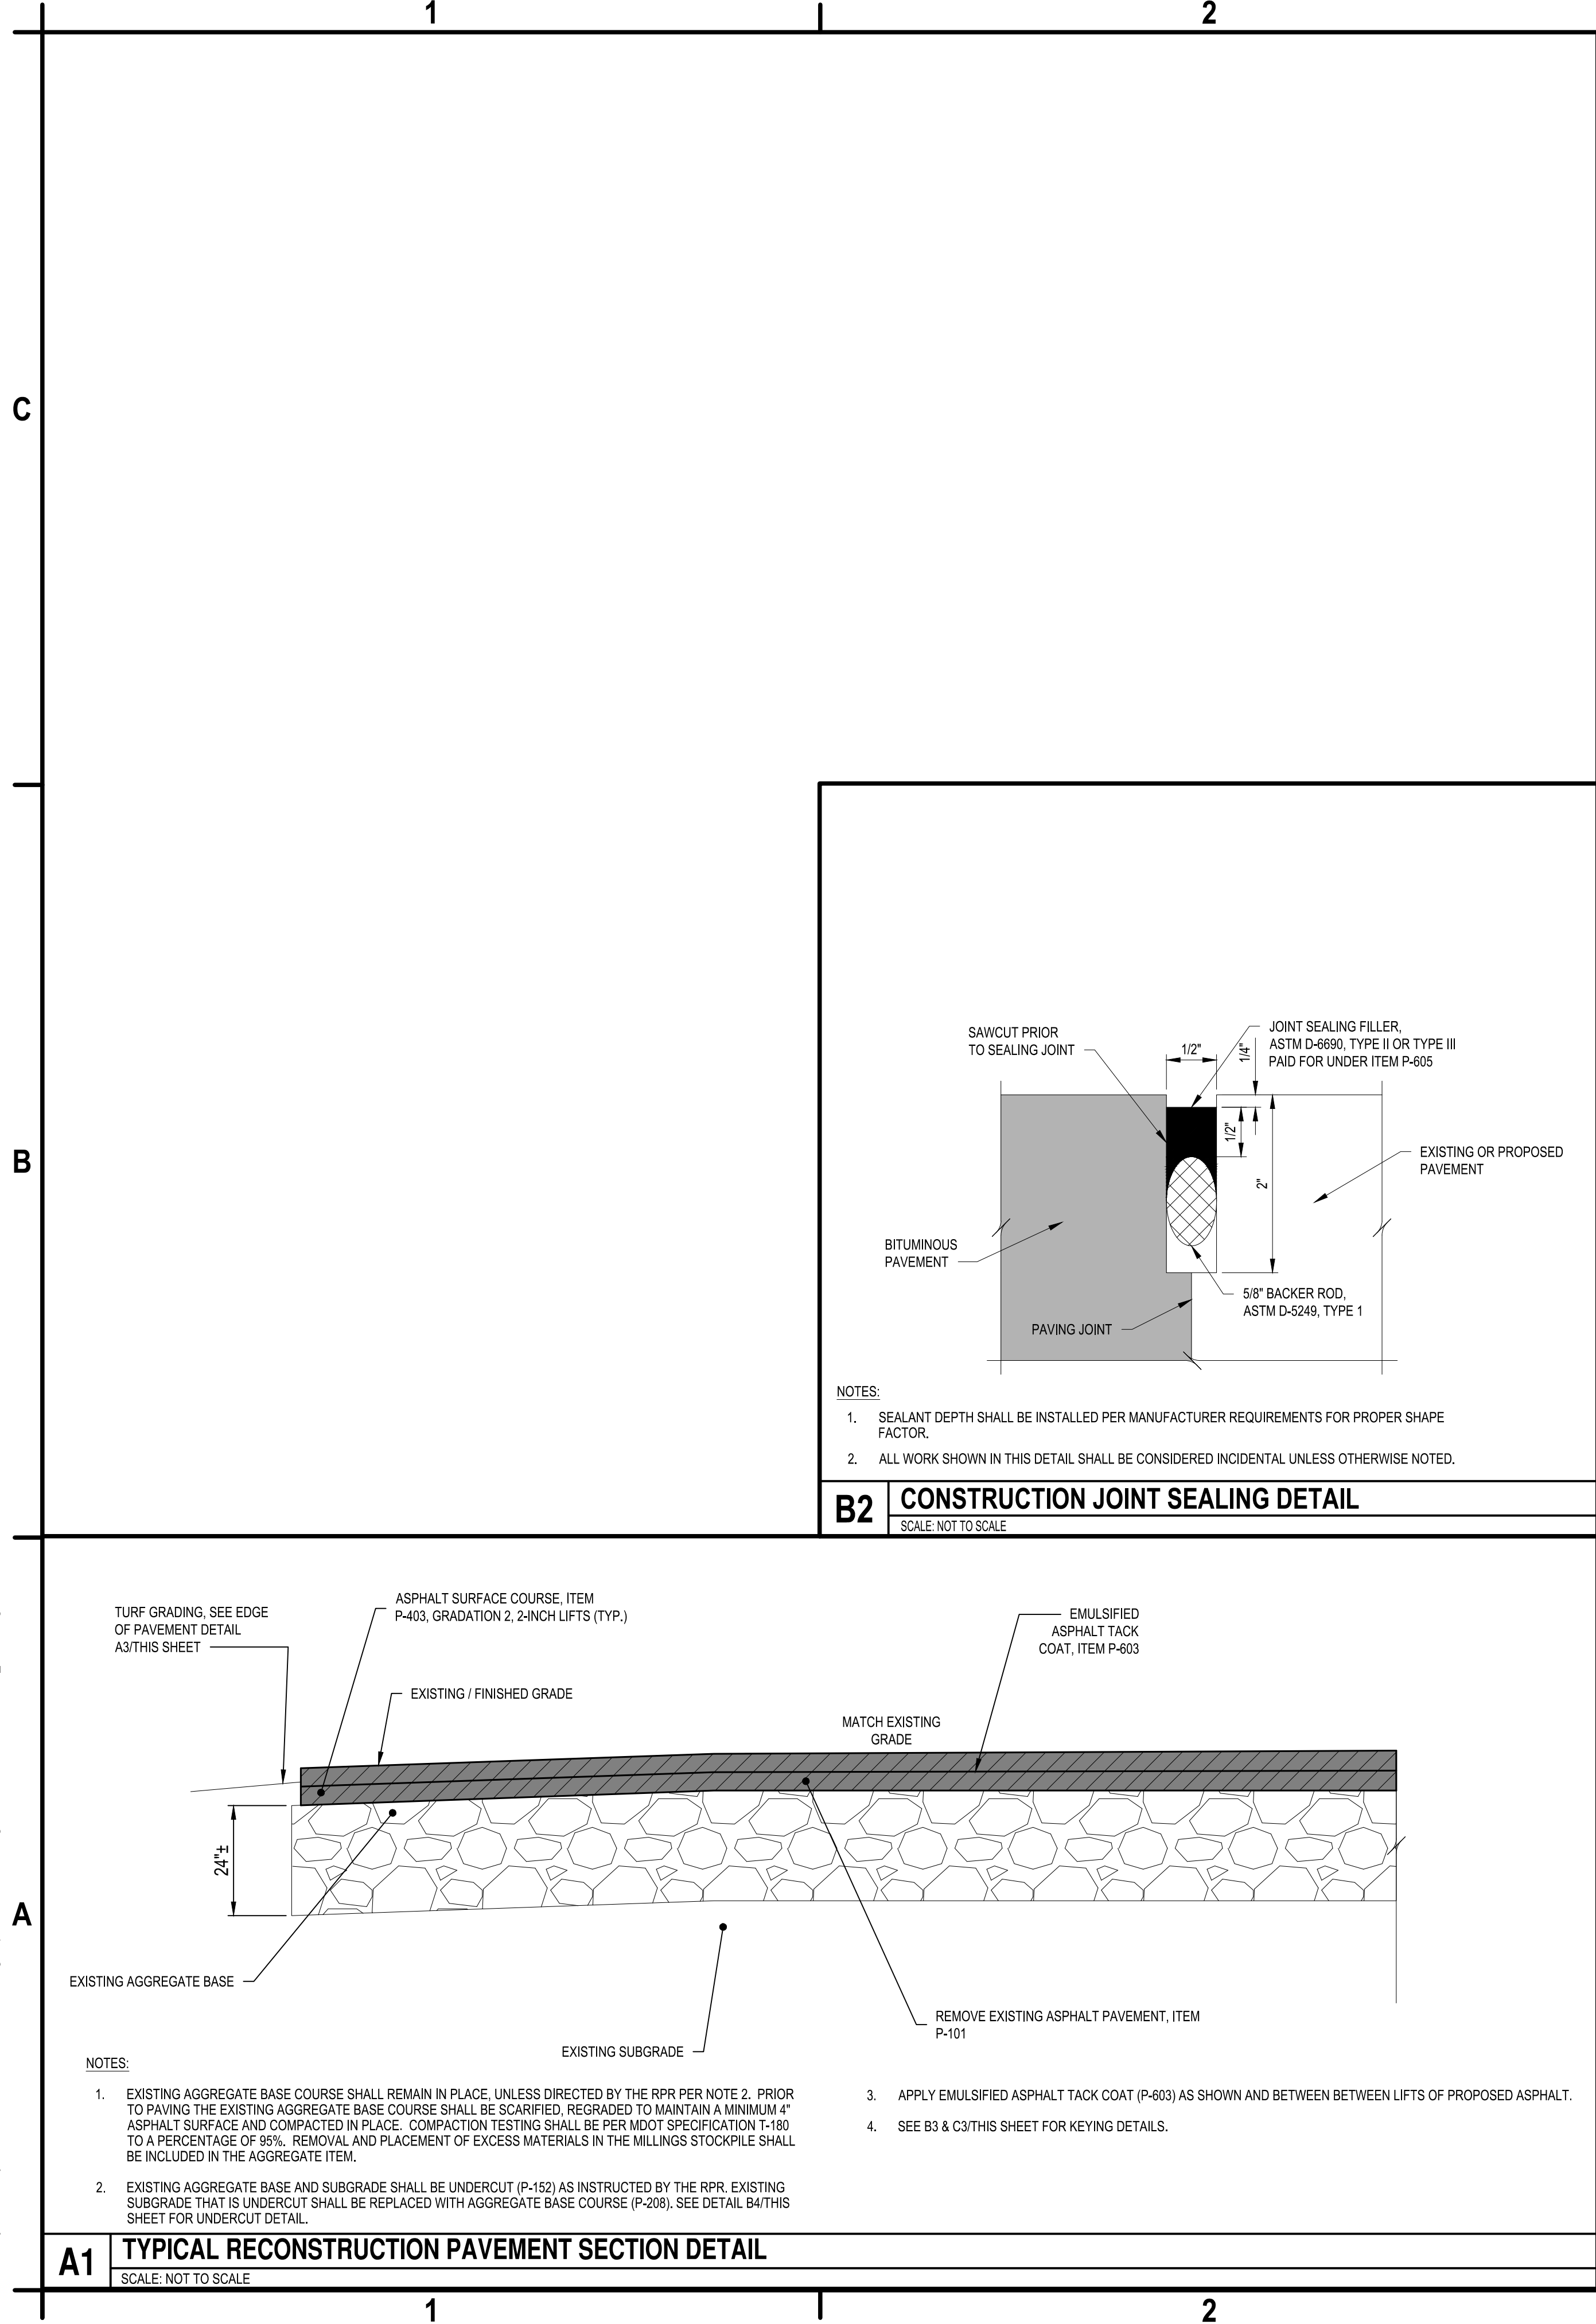 1
2
C
B
SAWCUT PRIOR
TO SEALING JOINT
1/2"
1/4"
JOINT SEALING FILLER,
ASTM D-6690, TYPE II OR TYPE III
PAID FOR UNDER ITEM P-605
1/2"
2"
EXISTING OR PROPOSED
PAVEMENT
BITUMINOUS
PAVEMENT
5/8" BACKER ROD,
ASTM D-5249, TYPE 1
PAVING JOINT
NOTES:
1. SEALANT DEPTH SHALL BE INSTALLED PER MANUFACTURER REQUIREMENTS FOR PROPER SHAPE
FACTOR.
2. ALL WORK SHOWN IN THIS DETAIL SHALL BE CONSIDERED INCIDENTAL UNLESS OTHERWISE NOTED.
B2
CONSTRUCTION JOINT SEALING DETAIL
SCALE: NOT TO SCALE
A
TURF GRADING, SEE EDGE
OF PAVEMENT DETAIL
A3/THIS SHEET
ASPHALT SURFACE COURSE, ITEM
P-403, GRADATION 2, 2-INCH LIFTS (TYP.)
EXISTING / FINISHED GRADE
EMULSIFIED
ASPHALT TACK
COAT, ITEM P-603
MATCH EXISTING
GRADE
24"±
EXISTING AGGREGATE BASE
EXISTING SUBGRADE
REMOVE EXISTING ASPHALT PAVEMENT, ITEM
P-101
NOTES:
1. EXISTING AGGREGATE BASE COURSE SHALL REMAIN IN PLACE, UNLESS DIRECTED BY THE RPR PER NOTE 2. PRIOR
TO PAVING THE EXISTING AGGREGATE BASE COURSE SHALL BE SCARIFIED, REGRADED TO MAINTAIN A MINIMUM 4"
ASPHALT SURFACE AND COMPACTED IN PLACE. COMPACTION TESTING SHALL BE PER MDOT SPECIFICATION T-180
TO A PERCENTAGE OF 95%. REMOVAL AND PLACEMENT OF EXCESS MATERIALS IN THE MILLINGS STOCKPILE SHALL
BE INCLUDED IN THE AGGREGATE ITEM.
2. EXISTING AGGREGATE BASE AND SUBGRADE SHALL BE UNDERCUT (P-152) AS INSTRUCTED BY THE RPR. EXISTING
SUBGRADE THAT IS UNDERCUT SHALL BE REPLACED WITH AGGREGATE BASE COURSE (P-208). SEE DETAIL B4/THIS
SHEET FOR UNDERCUT DETAIL.
3. APPLY EMULSIFIED ASPHALT TACK COAT (P-603) AS SHOWN AND BETWEEN BETWEEN LIFTS OF PROPOSED ASPHALT.
4. SEE B3 & C3/THIS SHEET FOR KEYING DETAILS.
A1
TYPICAL RECONSTRUCTION PAVEMENT SECTION DETAIL
SCALE: NOT TO SCALE
1
2